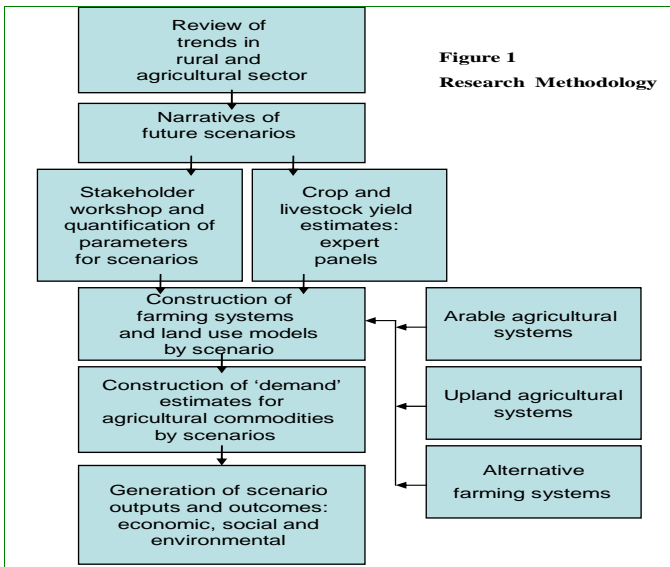 Review of
trends in
rural and
agricultural sector
Figure 1
Research Methodology
Narratives of
future scenarios
Stakeholder
workshop and
quantification of
parameters
for scenarios
Crop and
livestock yield
estimates:
expert
panels
Construction of
farming systems
and land use models
by scenario
Arable agricultural
systems
Construction of ‘demand’
estimates for
agricultural commodities
by scenarios
Upland agricultural
systems
Generation of scenario
outputs and outcomes:
economic, social and
environmental
Alternative
farming systems